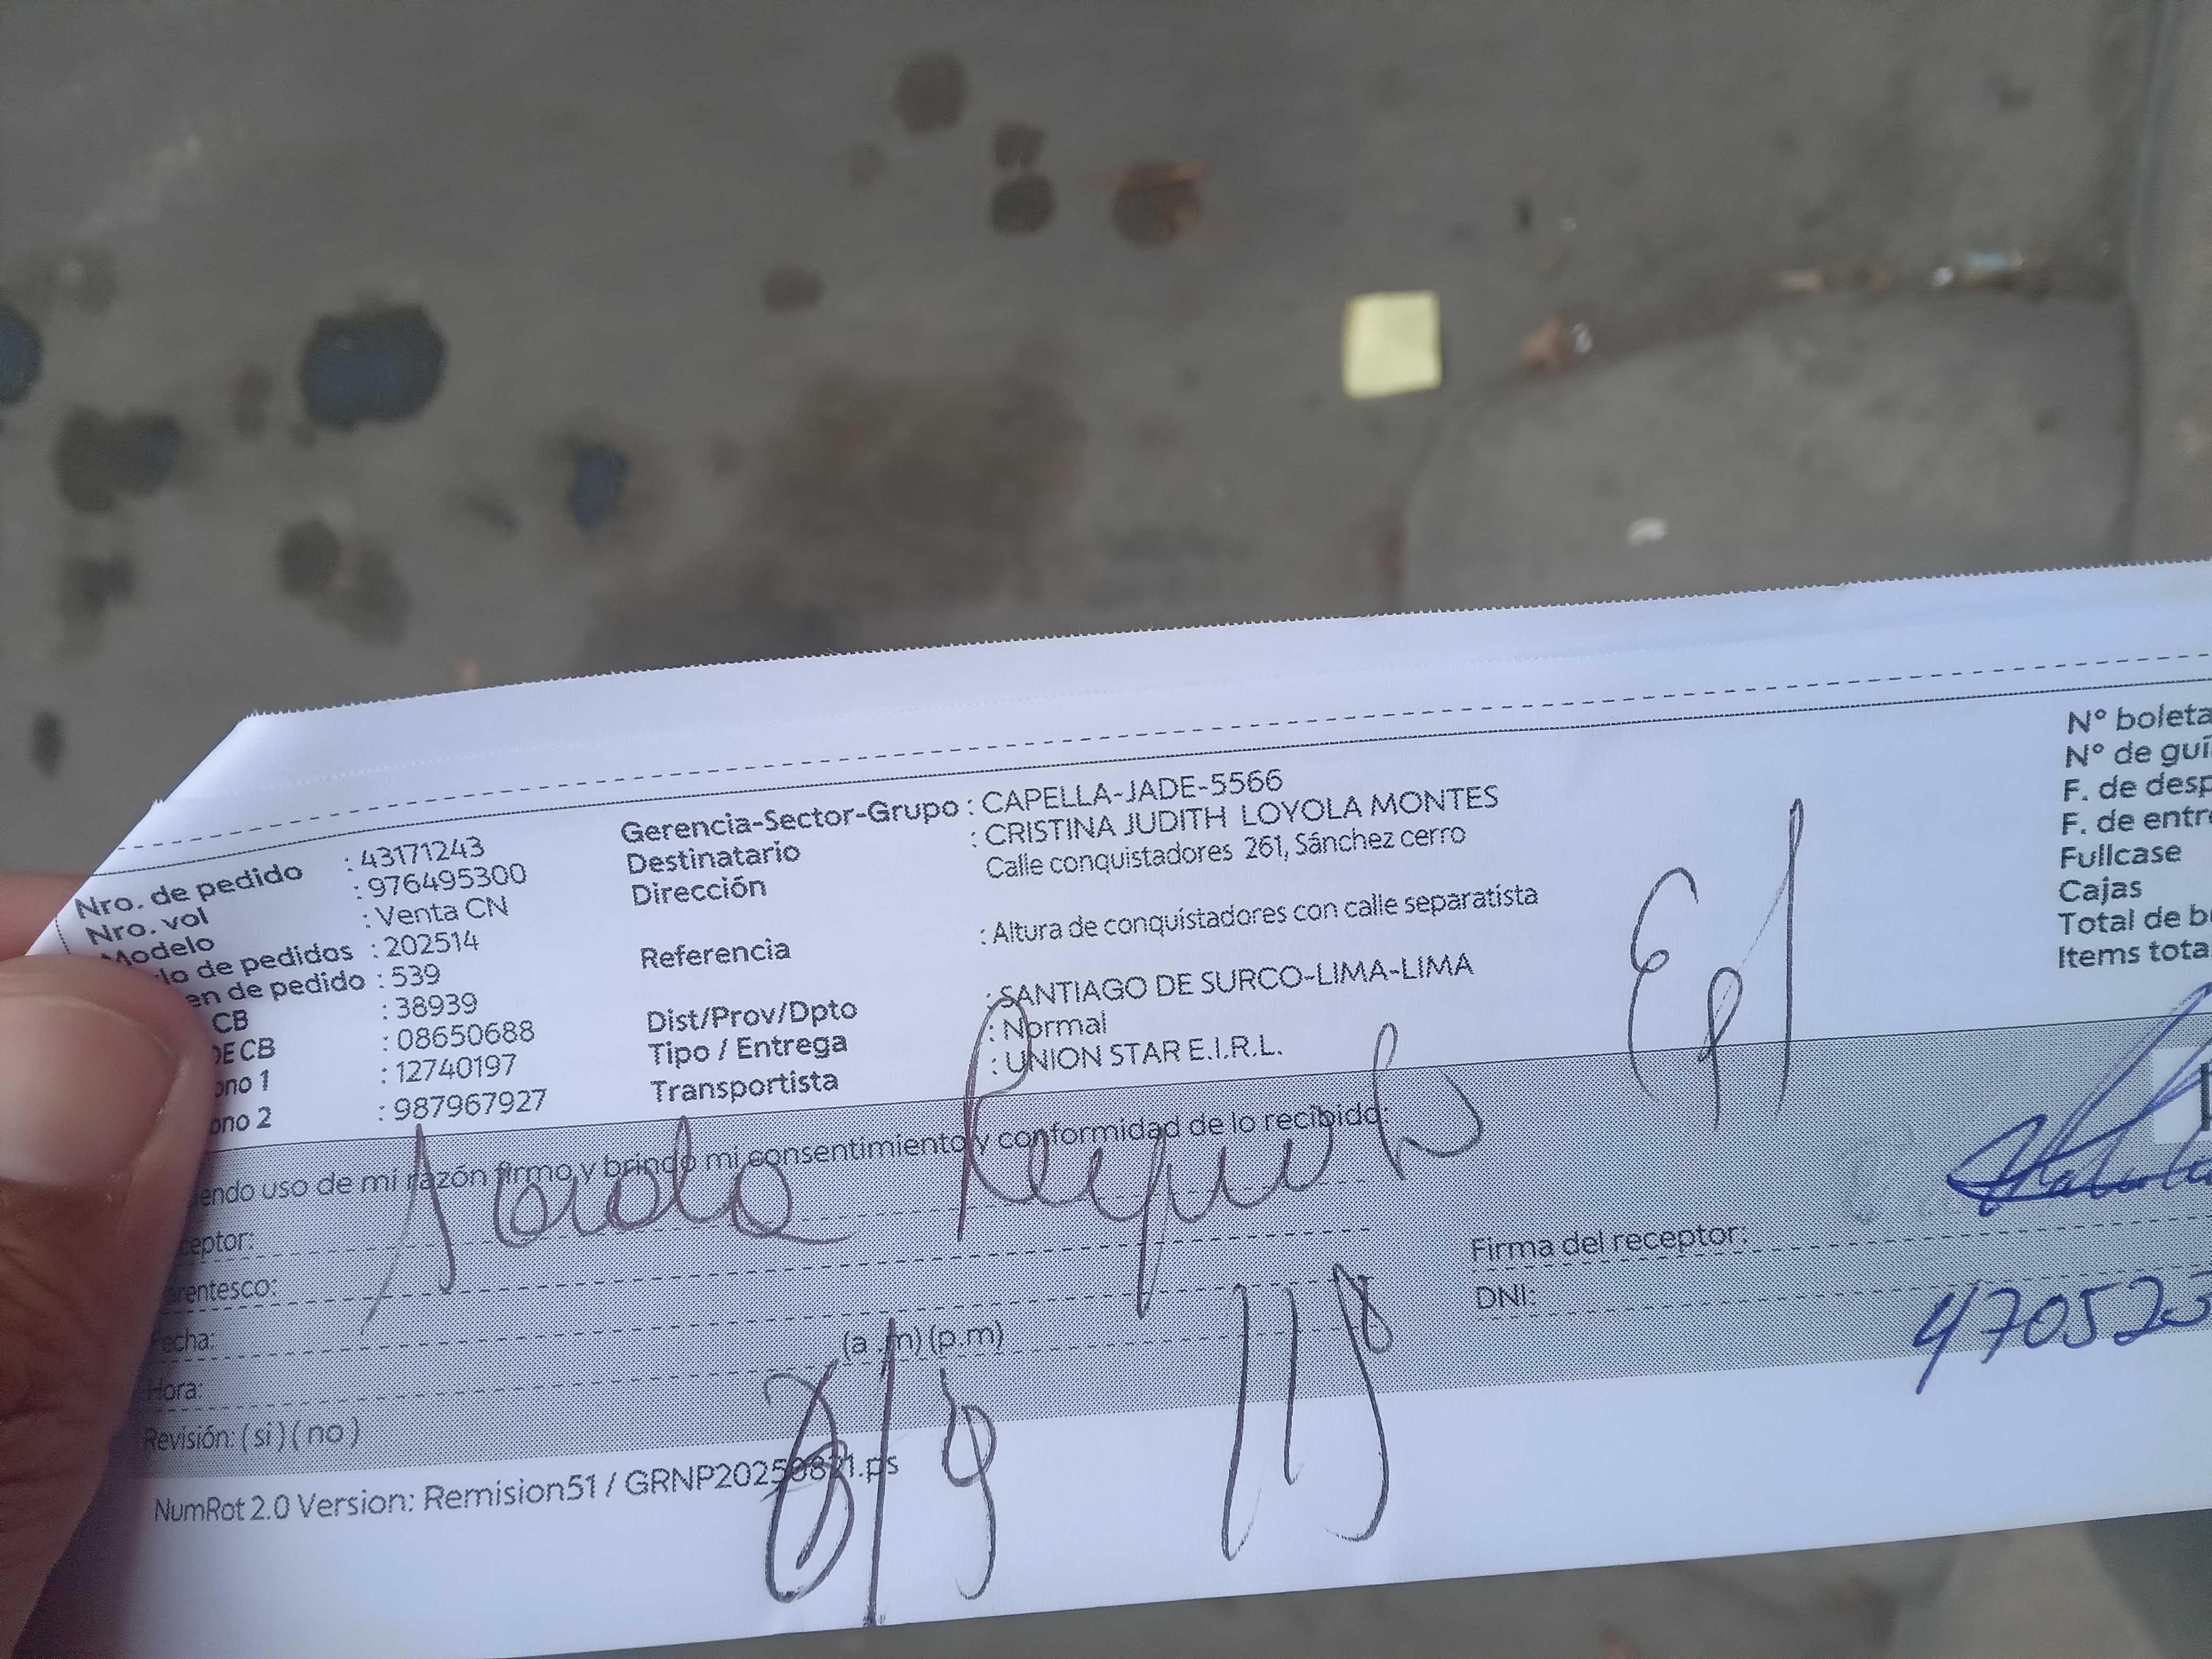 Nro. de pedido : 43171243
Nro. vol : 976495300
Modelo : Venta CN
lo de pedidos : 202514
en de pedido : 539
CB : 38939
DE CB : 08650688
ono 1 : 12740197
ono 2 : 987967927
Gerencia-Sector-Grupo : CAPELLA-JADE-5566
Destinatario : CRISTINA JUDITH LOYOLA MONTES
Dirección Calle conquistadores 261, Sánchez cerro
Referencia : Altura de conquistadores con calle separatista
Dist/Prov/Dpto : SANTIAGO DE SURCO-LIMA-LIMA
Tipo / Entrega : Normal
Transportista : UNION STAR E.I.R.L.
N° boleta
N° de guí
F. de desp
F. de entre
Fullcase
Cajas
Total de b
Items tota
endo uso de mi razón firmo y brindo mi consentimiento y conformidad de lo recibido:
ceptor:
arentesco:
Fecha:
Hora: (a .m) (p.m)
Revisión: ( si ) ( no )
Firma del receptor:
DNI: 470523
8/9
NumRot 2.0 Version: Remision51 / GRNP20250821.ps